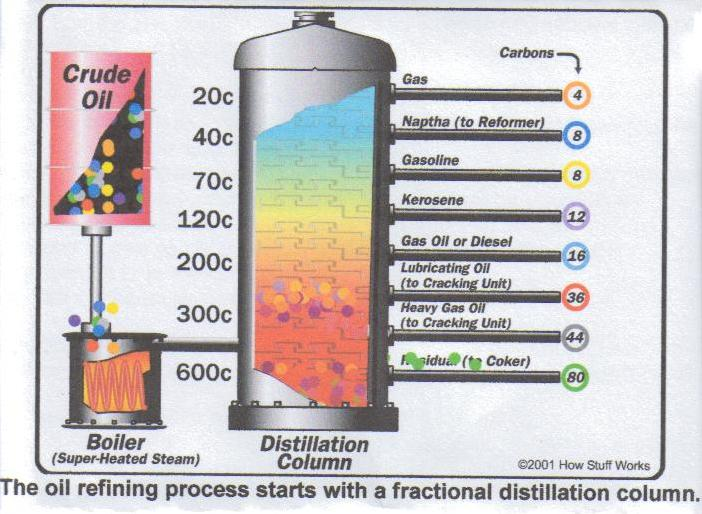 Crude
Oil
20c
40c
70c
120c
200c
300c
600c
Carbons
Gas
4
Naptha (to Reformer)
8
Gasoline
8
Kerosene
12
Gas Oil or Diesel
16
Lubricating Oil
(to Cracking Unit)
36
Heavy Gas Oil
(to Cracking Unit)
44
Residual (to Coker)
80
Boiler
(Super-Heated Steam)
Distillation
Column
©2001 How Stuff Works
The oil refining process starts with a fractional distillation column.